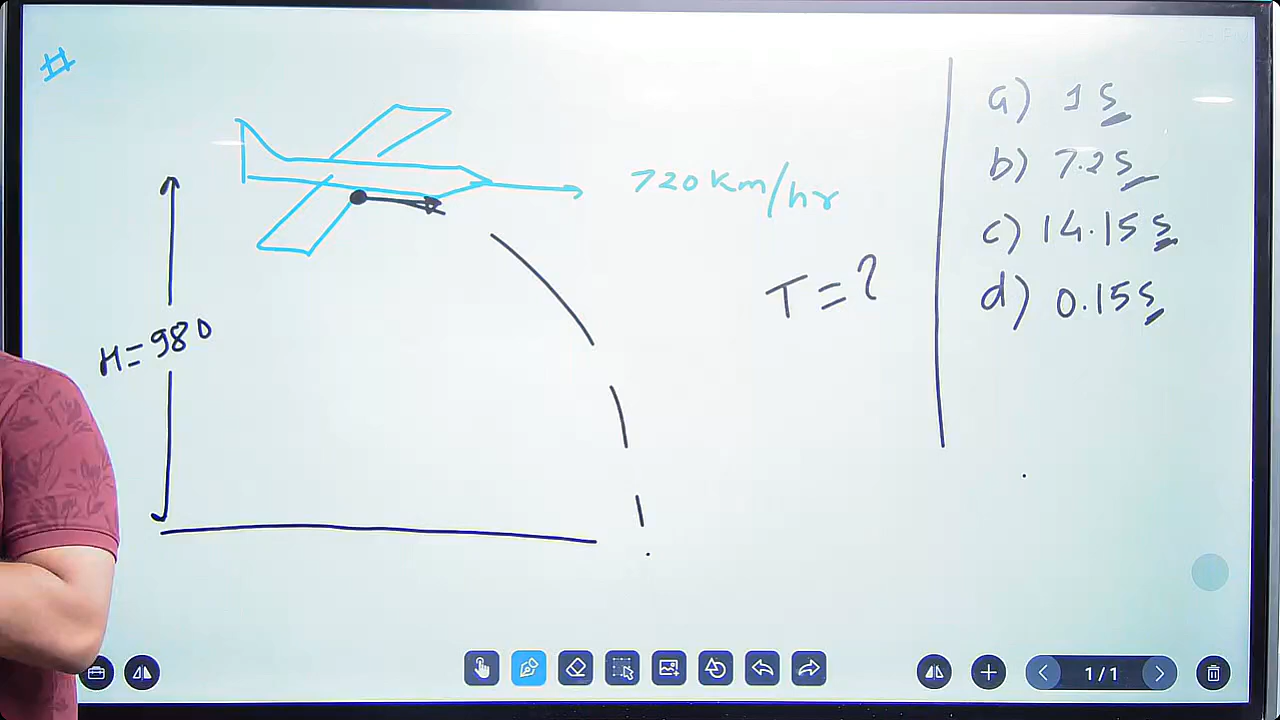 #
720 km/hr
T = ?
H = 980
a) 1 s
b) 7.2 s
c) 14.15 s
d) 0.15 s
1/1